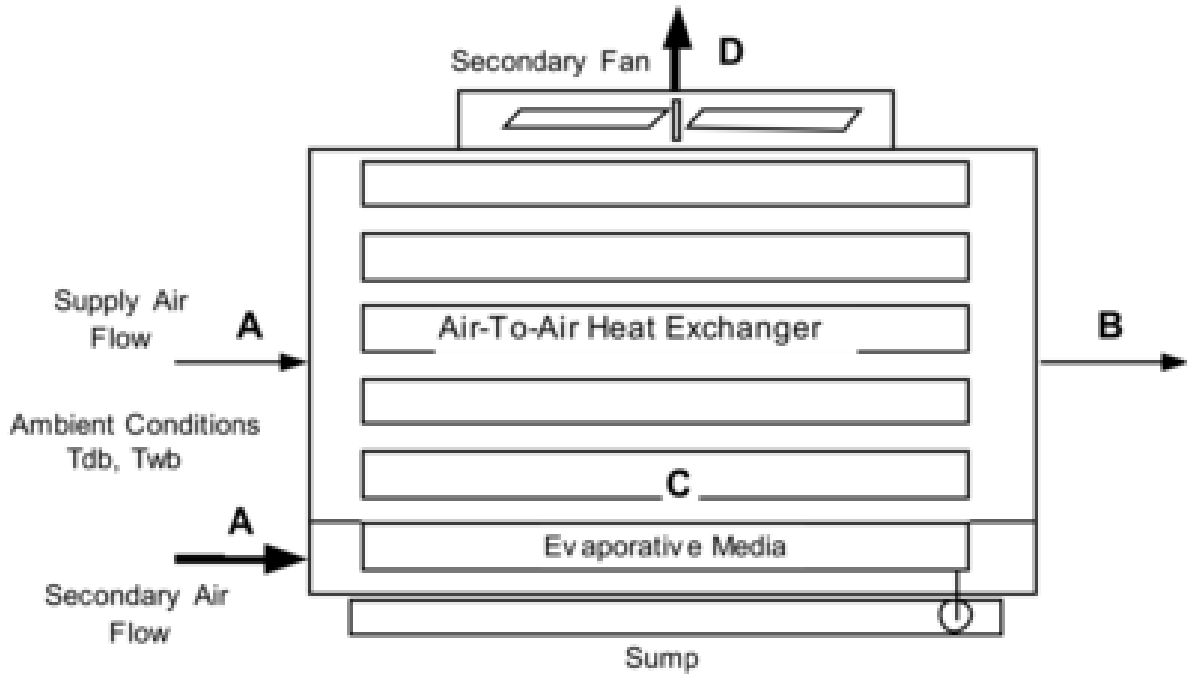 Secondary Fan
D
Supply Air
Flow
A
Air-To-Air Heat Exchanger
B
Ambient Conditions
Tdb, Twb
C
A
Evaporative Media
Secondary Air
Flow
Sump